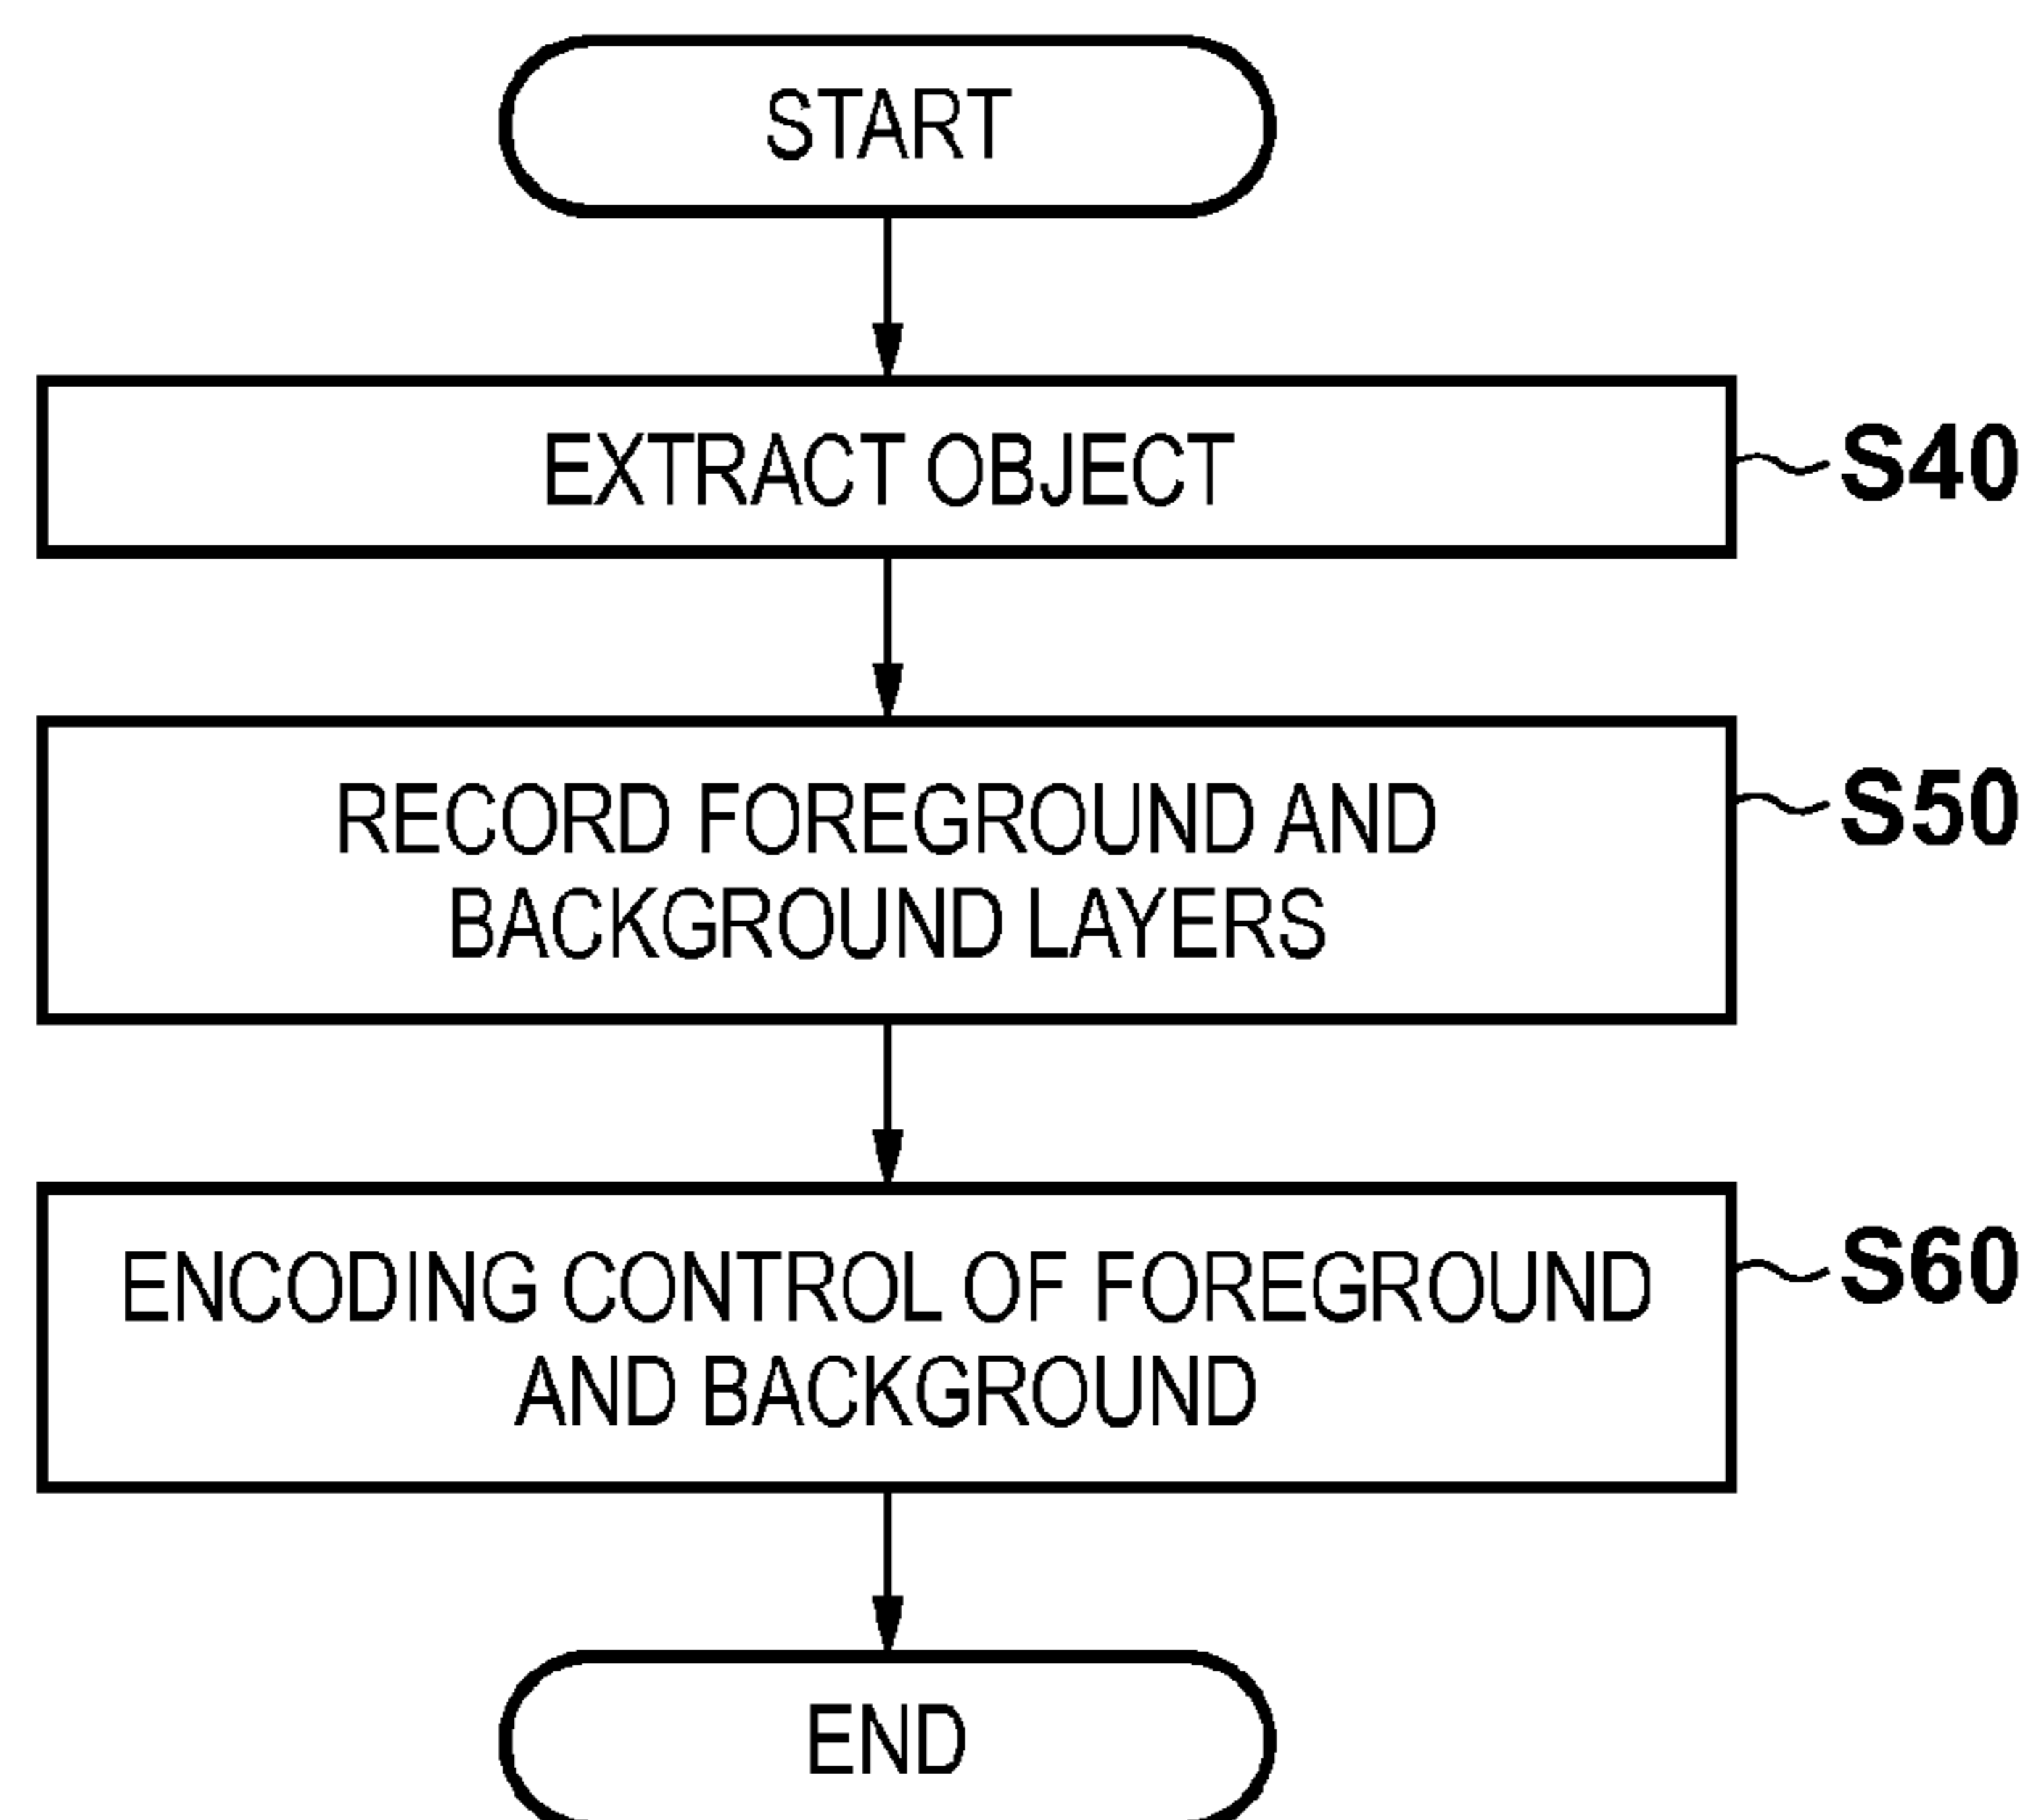 START
EXTRACT OBJECT
S40
RECORD FOREGROUND AND
BACKGROUND LAYERS
S50
ENCODING CONTROL OF FOREGROUND
AND BACKGROUND
S60
END